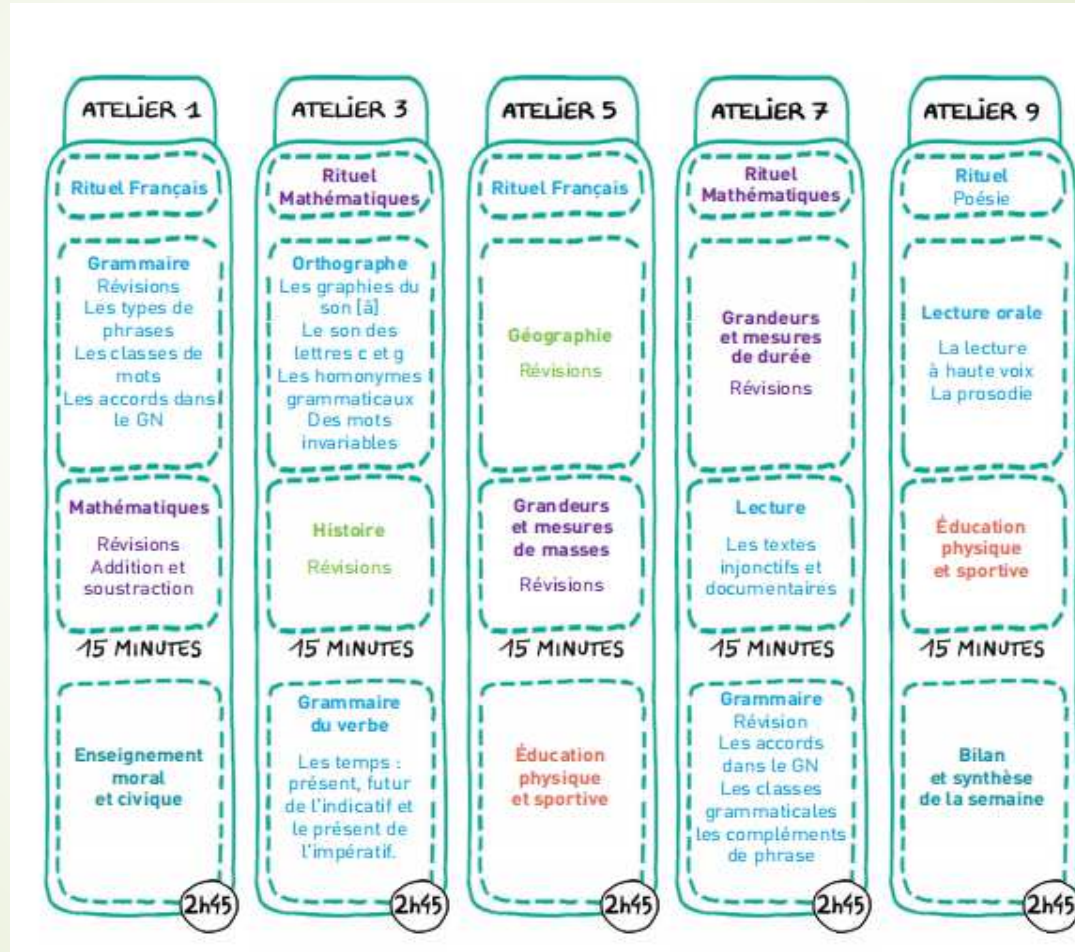 ATELIER 1
Rituel Français
Grammaire
Révisions
Les types de
phrases
Les classes de
mots
Les accords dans
le GN
Mathématiques
Révisions
Addition et
soustraction
15 MINUTES
Enseignement
moral
et civique
2h45
ATELIER 3
Rituel
Mathématiques
Orthographe
Les graphies du
son [ã]
Le son des
lettres c et g
Les homonymes
grammaticaux
Des mots
invariables
Histoire
Révisions
15 MINUTES
Grammaire
du verbe
Les temps :
présent, futur
de l'indicatif et
le présent de
l'impératif.
2h45
ATELIER 5
Rituel Français
Géographie
Révisions
Grandeurs
et mesures
de masses
Révisions
15 MINUTES
Éducation
physique
et sportive
2h45
ATELIER 7
Rituel
Mathématiques
Grandeurs
et mesures
de durée
Révisions
Lecture
Les textes
injonctifs et
documentaires
15 MINUTES
Grammaire
Révision
Les accords
dans le GN
Les classes
grammaticales
les compléments
de phrase
2h45
ATELIER 9
Rituel
Poésie
Lecture orale
La lecture
à haute voix
La prosodie
Éducation
physique
et sportive
15 MINUTES
Bilan
et synthèse
de la semaine
2h45